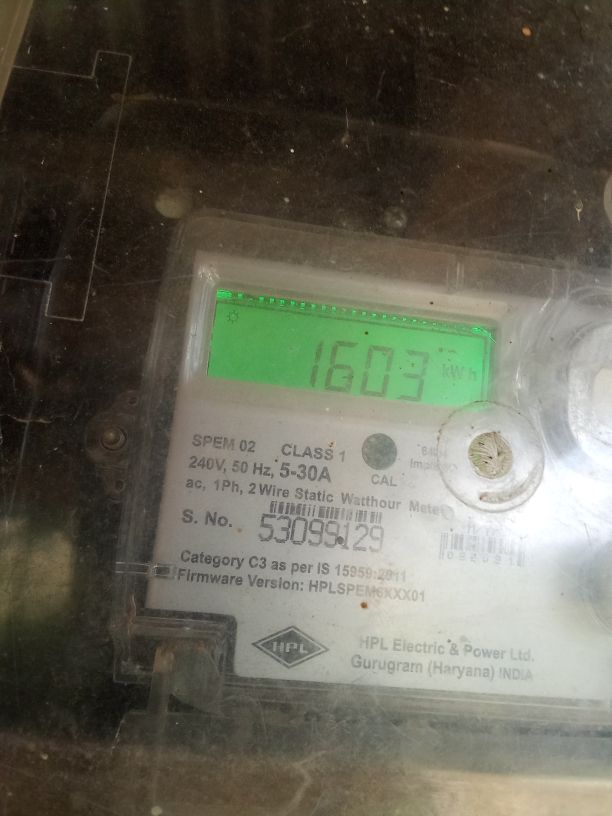 1603 kWh
SPEM 02 CLASS 1
240V, 50 Hz, 5-30A
CAL
ac, 1Ph, 2 Wire Static Watthour Meter
S. No. 53099129
Category C3 as per IS 15959:2011
Firmware Version: HPLSPEM6XXX01
HPL
HPL Electric & Power Ltd.
Gurugram (Haryana) INDIA